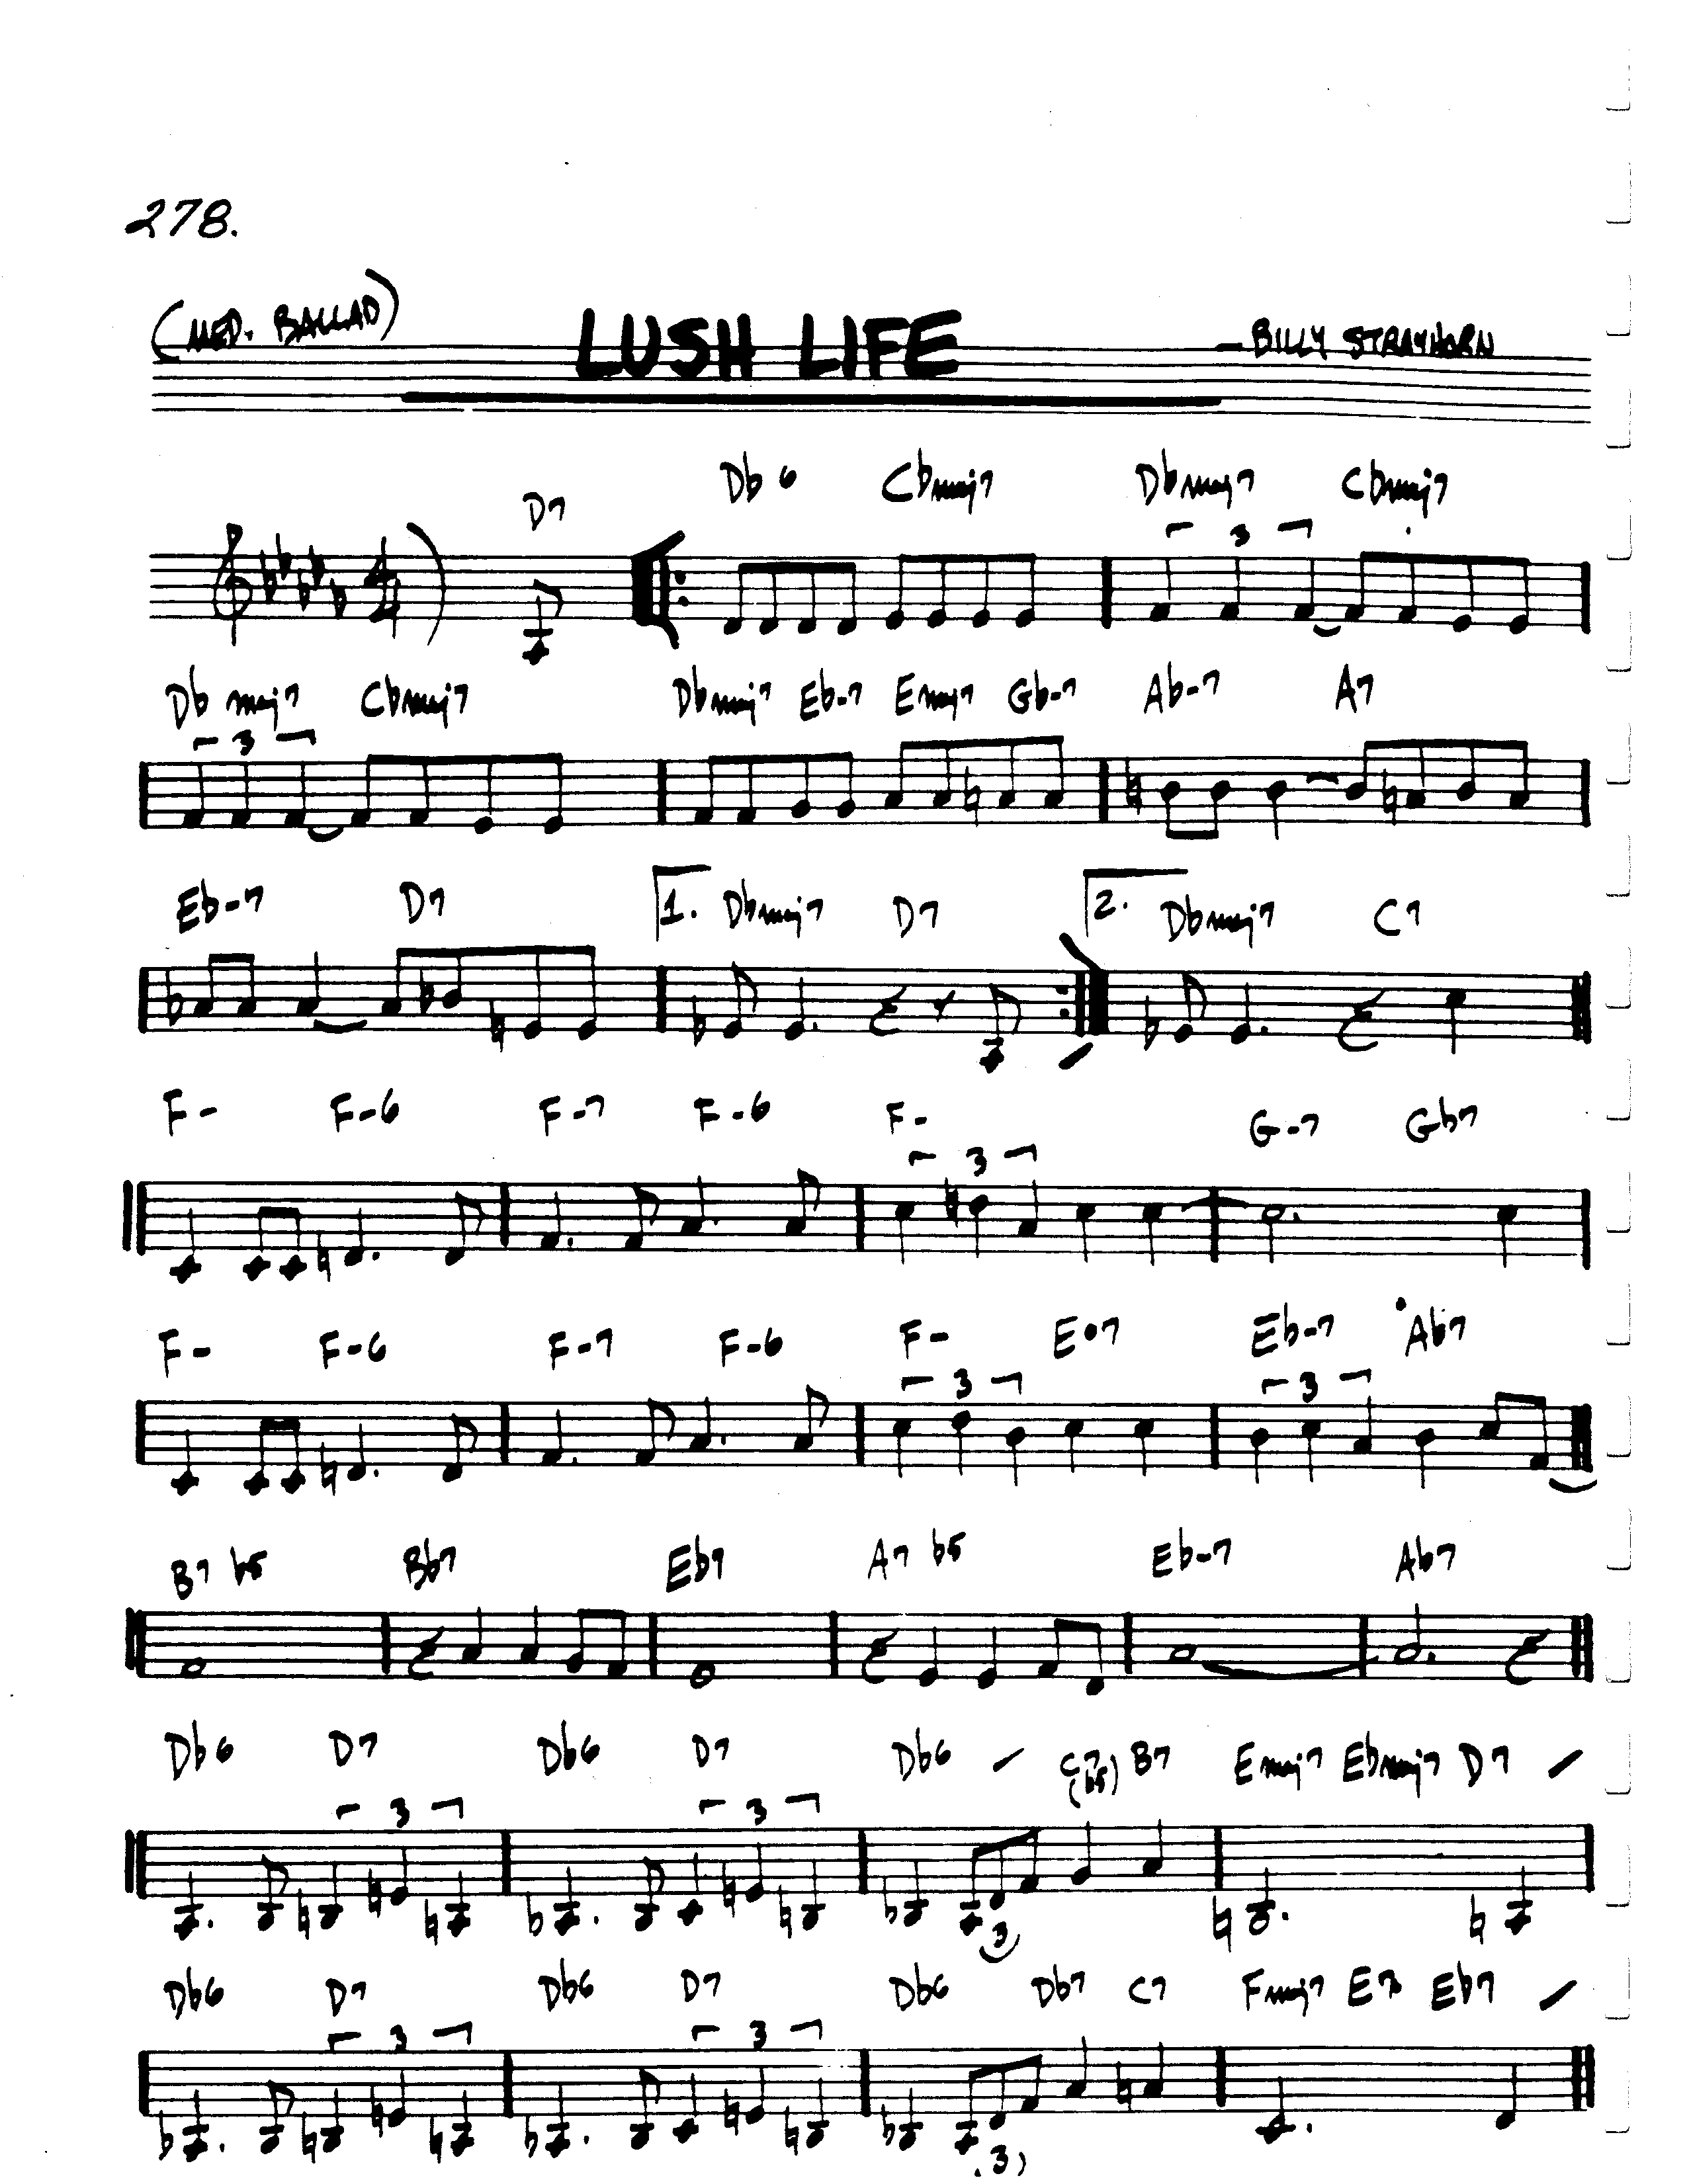 278.
(MED. BALLAD) LUSH LIFE – BILLY STRAYHORN
D7 Db6 Cbmaj7 Dbmaj7 Cbmaj7
3
Db maj7 Cbmaj7 Dbmaj7 Eb-7 Emaj7 Gb-7 Ab-7 A7
3
Eb-7 D7 1. Dbmaj7 D7 2. Dbmaj7 C7
F- F-6 F-7 F-6 F- G-7 Gb7
3
F- F-6 F-7 F-6 F- E°7 Eb-7 Ab7
3 3
B7 b5 Bb7 Eb7 A7 b5 Eb-7 Ab7
Db6 D7 Db6 D7 Db6 / C7(b5) B7 Emaj7 Ebmaj7 D7 /
3 3
3
Db6 D7 Db6 D7 Db6 Db7 C7 Fmaj7 E7 Eb7 /
3 3
3